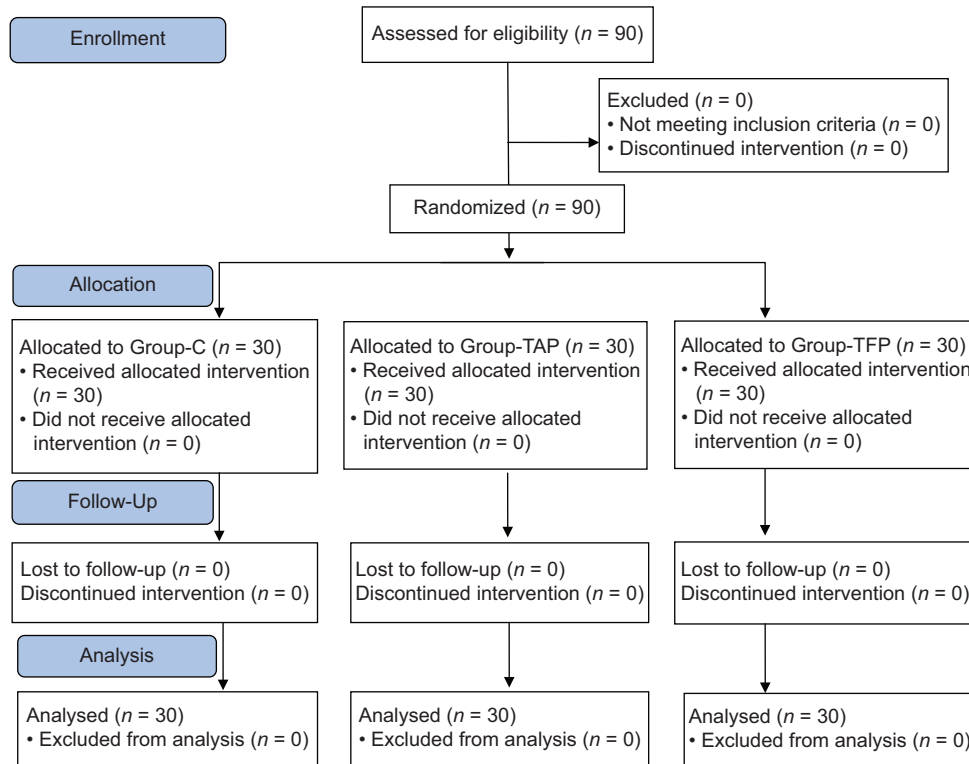 Enrollment
Assessed for eligibility (n = 90)
Excluded (n = 0)
• Not meeting inclusion criteria (n = 0)
• Discontinued intervention (n = 0)
Randomized (n = 90)
Allocation
Allocated to Group-C (n = 30)
• Received allocated intervention
(n = 30)
• Did not receive allocated
intervention (n = 0)
Allocated to Group-TAP (n = 30)
• Received allocated intervention
(n = 30)
• Did not receive allocated
intervention (n = 0)
Allocated to Group-TFP (n = 30)
• Received allocated intervention
(n = 30)
• Did not receive allocated
intervention (n = 0)
Follow-Up
Lost to follow-up (n = 0)
Discontinued intervention (n = 0)
Lost to follow-up (n = 0)
Discontinued intervention (n = 0)
Lost to follow-up (n = 0)
Discontinued intervention (n = 0)
Analysis
Analysed (n = 30)
• Excluded from analysis (n = 0)
Analysed (n = 30)
• Excluded from analysis (n = 0)
Analysed (n = 30)
• Excluded from analysis (n = 0)